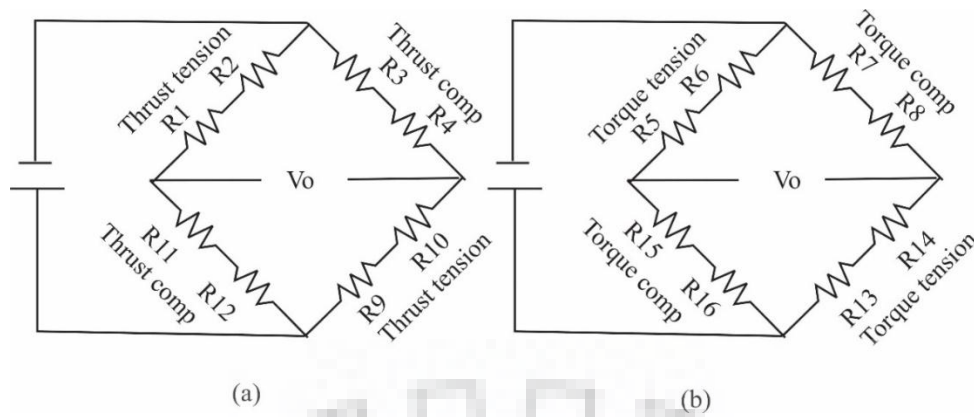 Thrust tension
R1
R2
R3
R4
Thrust comp
Vo
R11
R12
Thrust comp
R9
R10
Thrust tension
(a)
Torque tension
R5
R6
R7
R8
Torque comp
Vo
R15
R16
Torque comp
R13
R14
Torque tension
(b)